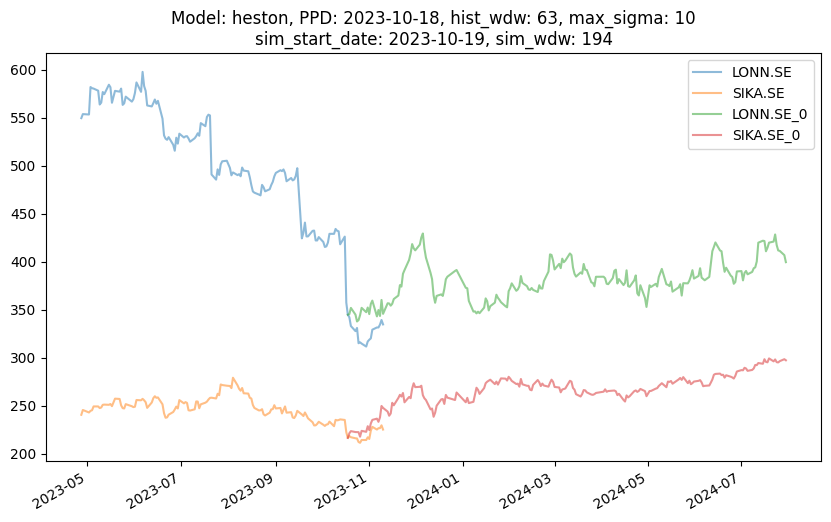 Model: heston, PPD: 2023-10-18, hist_wdw: 63, max_sigma: 10
sim_start_date: 2023-10-19, sim_wdw: 194
LONN.SE
SIKA.SE
LONN.SE_0
SIKA.SE_0
600
550
500
450
400
350
300
250
200
2023-05
2023-07
2023-09
2023-11
2024-01
2024-03
2024-05
2024-07